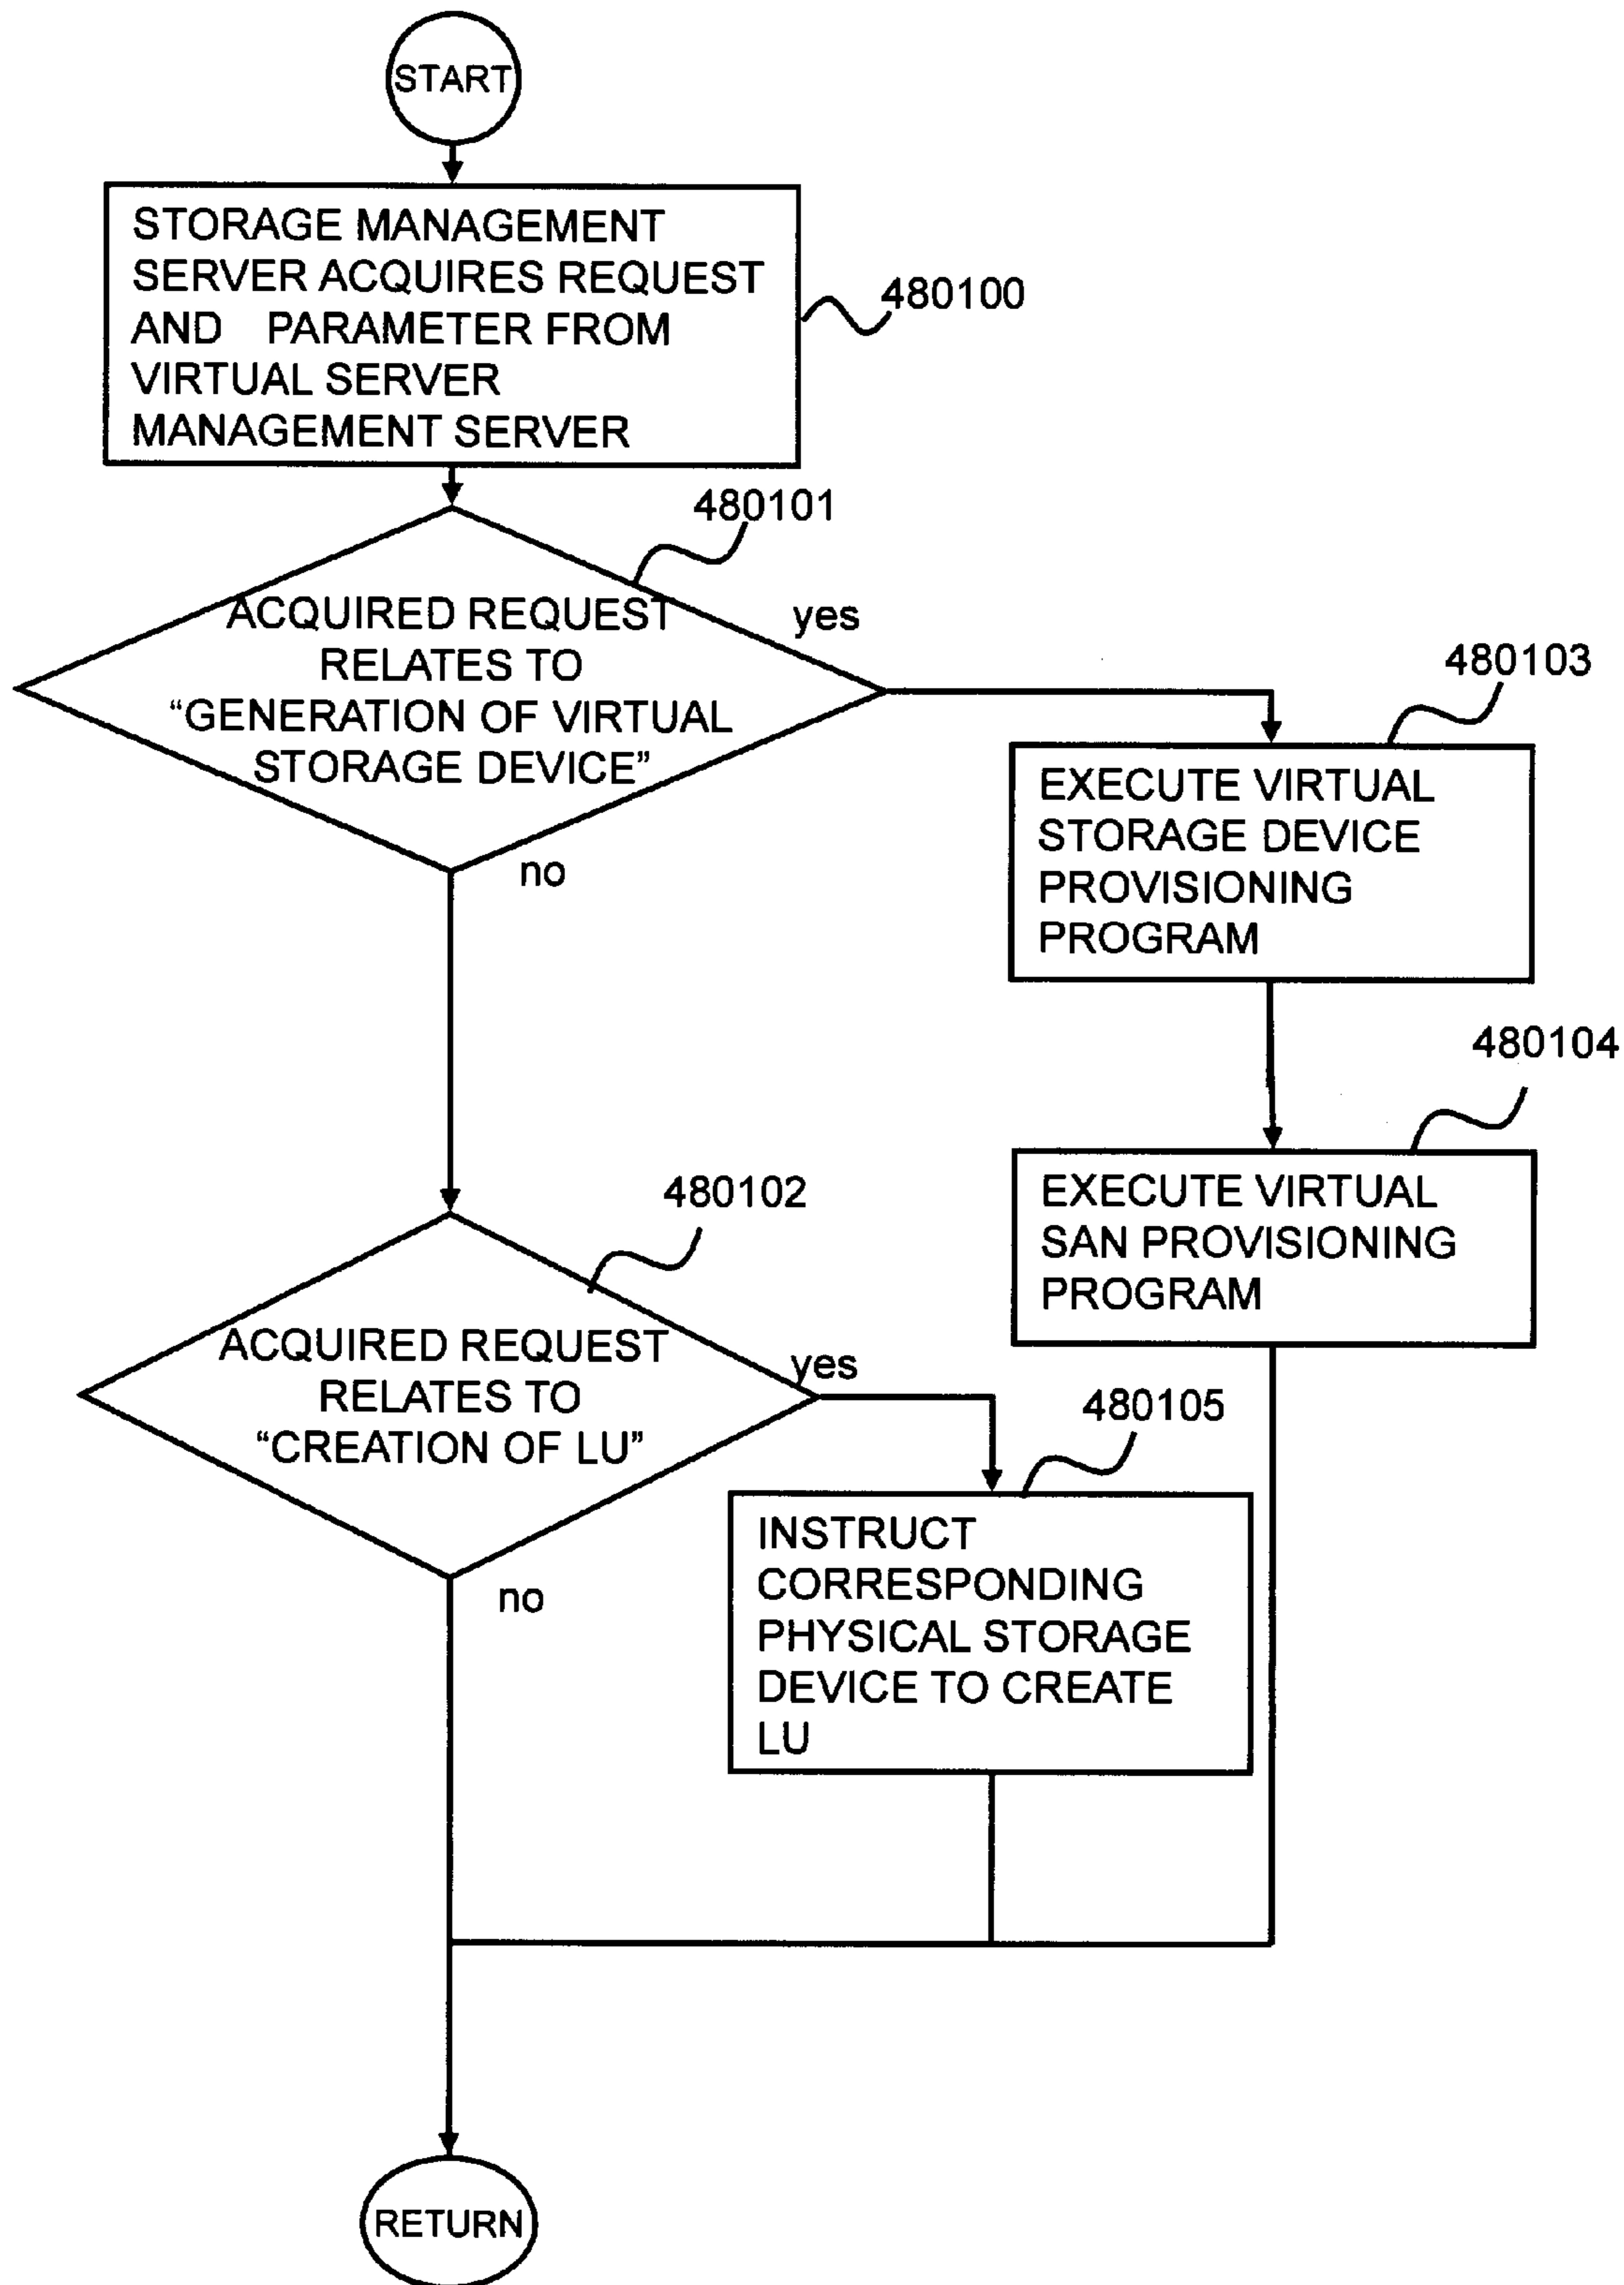 START
STORAGE MANAGEMENT
SERVER ACQUIRES REQUEST
AND PARAMETER FROM
VIRTUAL SERVER
MANAGEMENT SERVER
480100
480101
ACQUIRED REQUEST
RELATES TO
“GENERATION OF VIRTUAL
STORAGE DEVICE”
yes
no
480103
EXECUTE VIRTUAL
STORAGE DEVICE
PROVISIONING
PROGRAM
480104
EXECUTE VIRTUAL
SAN PROVISIONING
PROGRAM
480102
ACQUIRED REQUEST
RELATES TO
“CREATION OF LU”
yes
no
480105
INSTRUCT
CORRESPONDING
PHYSICAL STORAGE
DEVICE TO CREATE
LU
RETURN